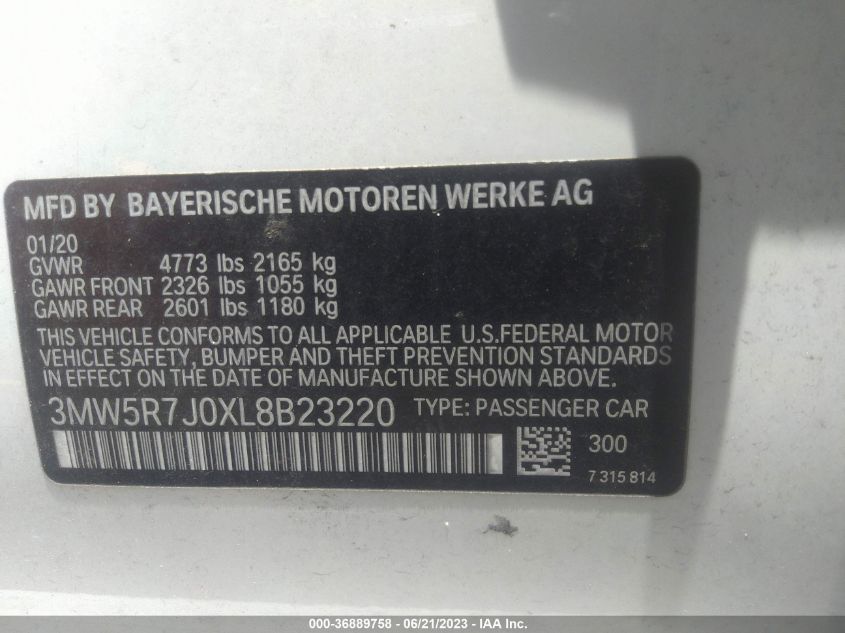 MFD BY BAYERISCHE MOTOREN WERKE AG
01/20
GVWR 4773 lbs 2165 kg
GAWR FRONT 2326 lbs 1055 kg
GAWR REAR 2601 lbs 1180 kg
THIS VEHICLE CONFORMS TO ALL APPLICABLE U.S.FEDERAL MOTOR
VEHICLE SAFETY, BUMPER AND THEFT PREVENTION STANDARDS
IN EFFECT ON THE DATE OF MANUFACTURE SHOWN ABOVE.
3MW5R7J0XL8B23220 TYPE: PASSENGER CAR
300
7 315 814
000-36889758 - 06/21/2023 - IAA Inc.